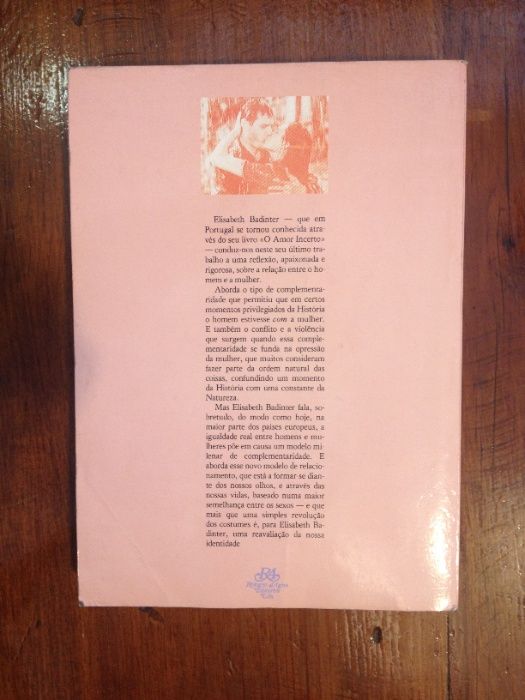 Elisabeth Badinter — que em
Portugal se tornou conhecida atra-
vés do seu livro «O Amor Incerto»
— conduz-nos neste seu último tra-
balho a uma reflexão, apaixonada e
rigorosa, sobre a relação entre o ho-
mem e a mulher.
Aborda o tipo de complementa-
ridade que permitiu que em certos
momentos privilegiados da História
o homem estivesse com a mulher.
E também o conflito e a violência
que surgem quando essa comple-
mentaridade se funda na opressão
da mulher, que muitos consideram
fazer parte da ordem natural das
coisas, confundindo um momento
da História com uma constante da
Natureza.
Mas Elisabeth Badinter fala, so-
bretudo, do modo como hoje, na
maior parte dos países europeus, a
igualdade real entre homens e mu-
lheres põe em causa um modelo mi-
lenar de complementaridade. E
aborda esse novo modelo de relacio-
namento, que está a formar-se dian-
te dos nossos olhos, e através das
nossas vidas, baseado numa maior
semelhança entre os sexos — e que
mais que uma simples revolução
dos costumes é, para Elisabeth Ba-
dinter, uma reavaliação da nossa
identidade